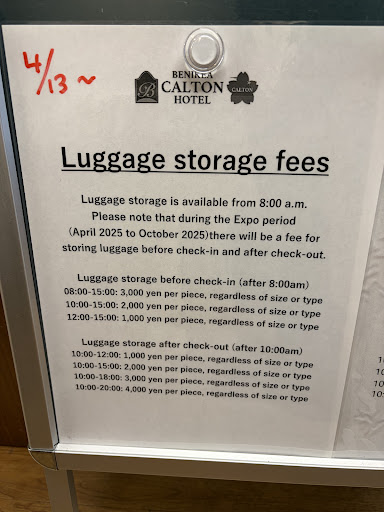 4/13 ~
BENIKEA
B CALTON CALTON
HOTEL
Luggage storage fees
Luggage storage is available from 8:00 a.m.
Please note that during the Expo period
(April 2025 to October 2025)there will be a fee for
storing luggage before check-in and after check-out.
Luggage storage before check-in (after 8:00am)
08:00-15:00: 3,000 yen per piece, regardless of size or type
10:00-15:00: 2,000 yen per piece, regardless of size or type
12:00-15:00: 1,000 yen per piece, regardless of size or type
Luggage storage after check-out (after 10:00am)
10:00-12:00: 1,000 yen per piece, regardless of size or type
10:00-15:00: 2,000 yen per piece, regardless of size or type
10:00-18:00: 3,000 yen per piece, regardless of size or type
10:00-20:00: 4,000 yen per piece, regardless of size or type